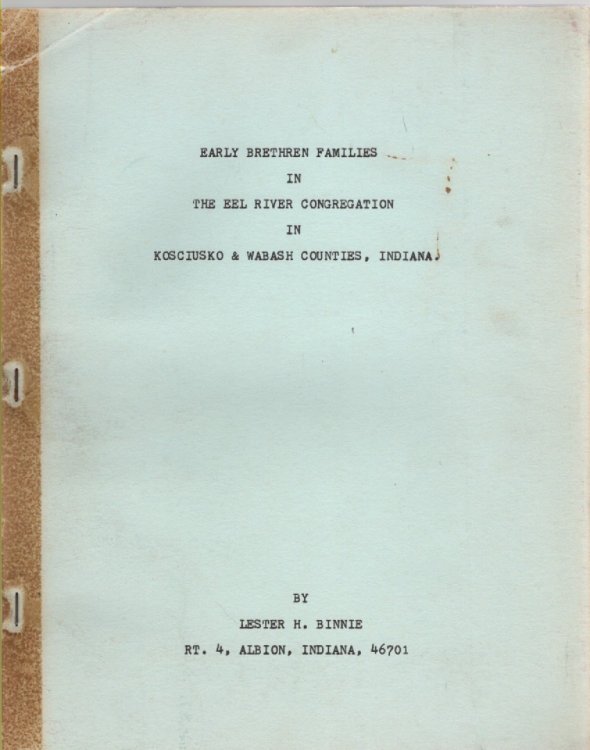 EARLY BRETHREN FAMILIES
IN
THE EEL RIVER CONGREGATION
IN
KOSCIUSKO & WABASH COUNTIES, INDIANA.
BY
LESTER H. BINNIE
RT. 4, ALBION, INDIANA, 46701